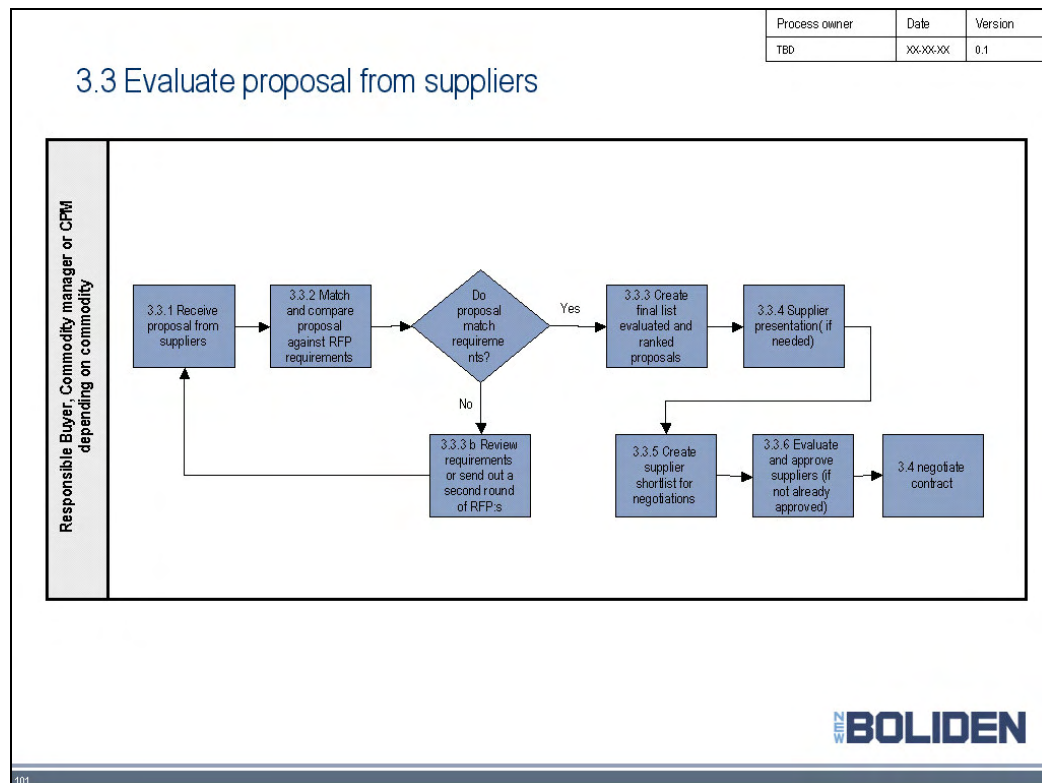 Process owner Date Version
TBD XX-XX-XX 0.1
3.3 Evaluate proposal from suppliers
Responsible Buyer, Commodity manager or CPM
depending on commodity
3.3.1 Receive
proposal from
suppliers
3.3.2 Match
and compare
proposal
against RFP
requirements
Do
proposal
match
requireme
nts?
Yes
No
3.3.3 Create
final list
evaluated and
ranked
proposals
3.3.4 Supplier
presentation( if
needed)
3.3.3 b Review
requirements
or send out a
second round
of RFP:s
3.3.5 Create
supplier
shortlist for
negotiations
3.3.6 Evaluate
and approve
suppliers (if
not already
approved)
3.4 negotiate
contract
NEW BOLIDEN
101